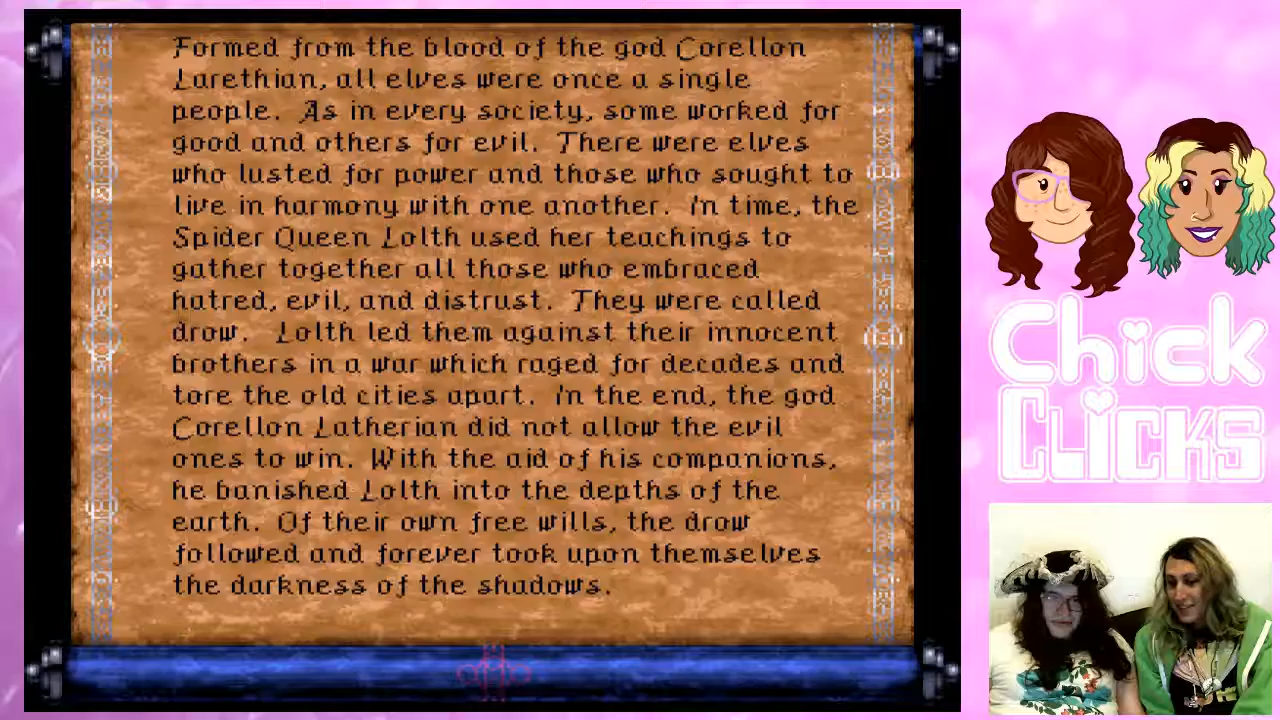 Formed from the blood of the god Corellon
Larethian, all elves were once a single
people. As in every society, some worked for
good and others for evil. There were elves
who lusted for power and those who sought to
live in harmony with one another. In time, the
Spider Queen Lolth used her teachings to
gather together all those who embraced
hatred, evil, and distrust. They were called
drow. Lolth led them against their innocent
brothers in a war which raged for decades and
tore the old cities apart. In the end, the god
Corellon Latherian did not allow the evil
ones to win. With the aid of his companions,
he banished Lolth into the depths of the
earth. Of their own free wills, the drow
followed and forever took upon themselves
the darkness of the shadows.
Chick
Clicks